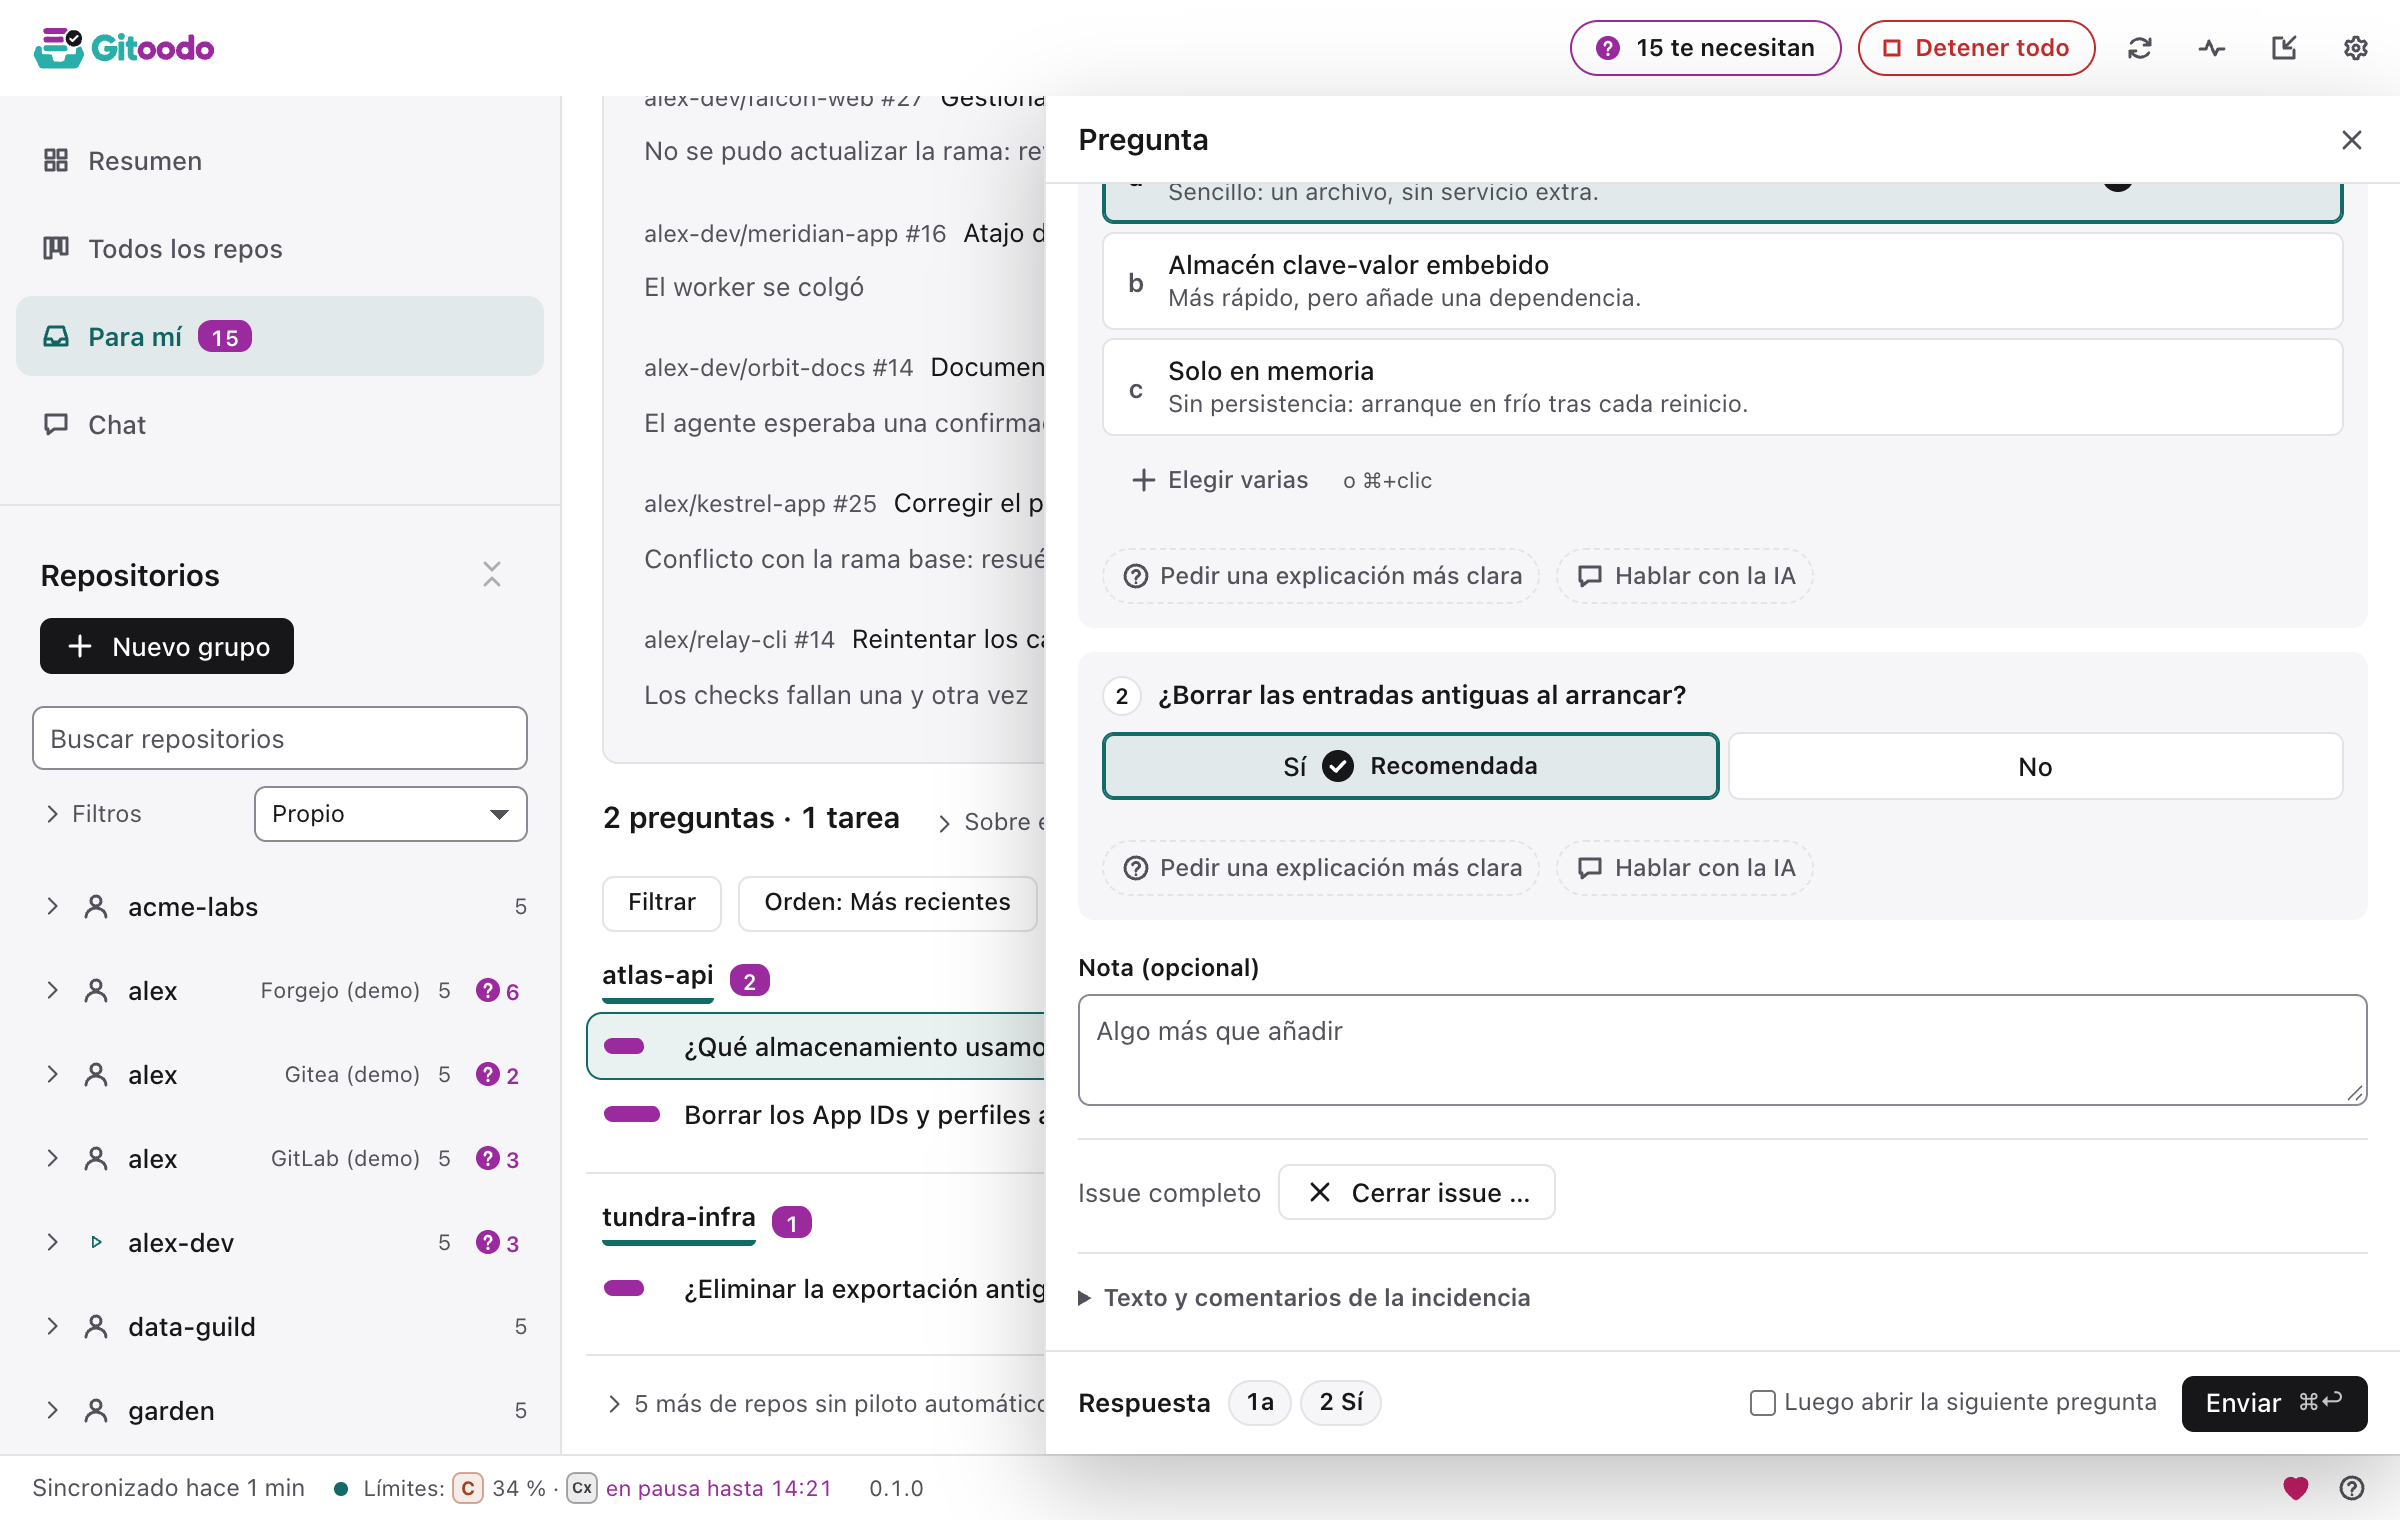 Gitoodo
15 te necesitan
Detener todo
Resumen
Todos los repos
Para mí 15
Chat
Repositorios
Nuevo grupo
Buscar repositorios
Filtros
Propio
acme-labs 5
alex Forgejo (demo) 5 ? 6
alex Gitea (demo) 5 ? 2
alex GitLab (demo) 5 ? 3
alex-dev 5 ? 3
data-guild 5
garden 5
alex-dev/falcon-web #27 Gestiona
No se pudo actualizar la rama: re
alex-dev/meridian-app #16 Atajo d
El worker se colgó
alex-dev/orbit-docs #14 Documen
El agente esperaba una confirma
alex/kestrel-app #25 Corregir el p
Conflicto con la rama base: resué
alex/relay-cli #14 Reintentar los ca
Los checks fallan una y otra vez
2 preguntas · 1 tarea
Sobre e
Filtrar
Orden: Más recientes
atlas-api 2
¿Qué almacenamiento usamo
Borrar los App IDs y perfiles a
tundra-infra 1
¿Eliminar la exportación antig
5 más de repos sin piloto automático
Pregunta
Sencillo: un archivo, sin servicio extra.
b Almacén clave-valor embebido
Más rápido, pero añade una dependencia.
c Solo en memoria
Sin persistencia: arranque en frío tras cada reinicio.
Elegir varias o ⌘+clic
Pedir una explicación más clara
Hablar con la IA
2 ¿Borrar las entradas antiguas al arrancar?
Sí Recomendada
No
Pedir una explicación más clara
Hablar con la IA
Nota (opcional)
Algo más que añadir
Issue completo
Cerrar issue ...
Texto y comentarios de la incidencia
Respuesta 1a 2 Sí
Luego abrir la siguiente pregunta
Enviar ⌘↩
Sincronizado hace 1 min
Límites: C 34 % · Cx en pausa hasta 14:21
0.1.0